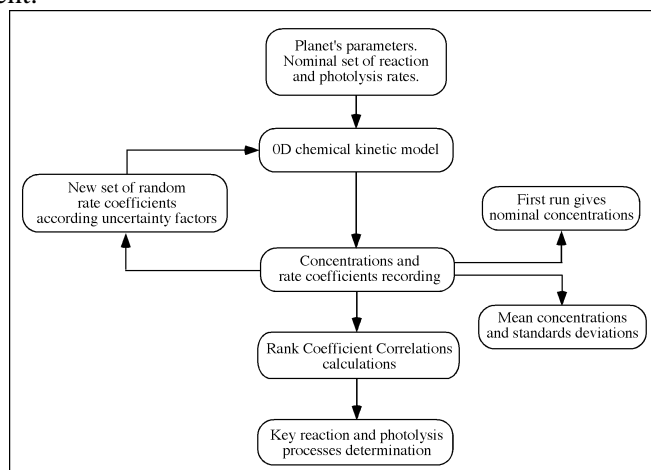 ent.
Planet's parameters.
Nominal set of reaction
and photolysis rates.
0D chemical kinetic model
New set of random
rate coefficients
according uncertainty factors
First run gives
nominal concentrations
Concentrations and
rate coefficients recording
Mean concentrations
and standards deviations
Rank Coefficient Correlations
calculations
Key reaction and photolysis
processes determination